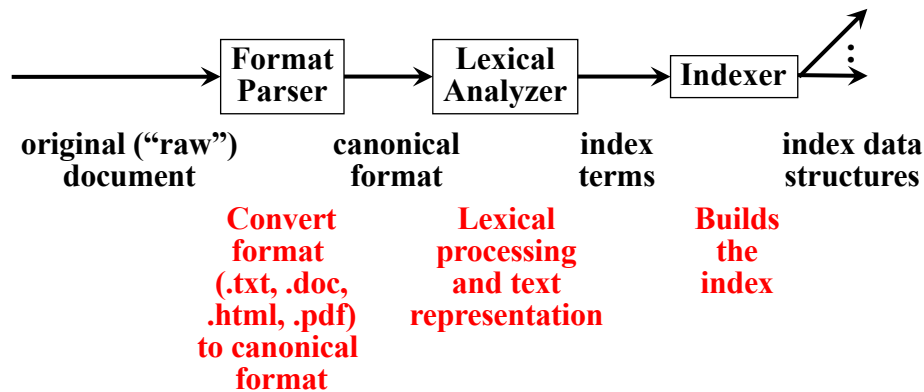 Format
Parser
Lexical
Analyzer
Indexer
original (“raw”)
document
canonical
format
index
terms
index data
structures
Convert
format
(.txt, .doc,
.html, .pdf)
to canonical
format
Lexical
processing
and text
representation
Builds
the
index